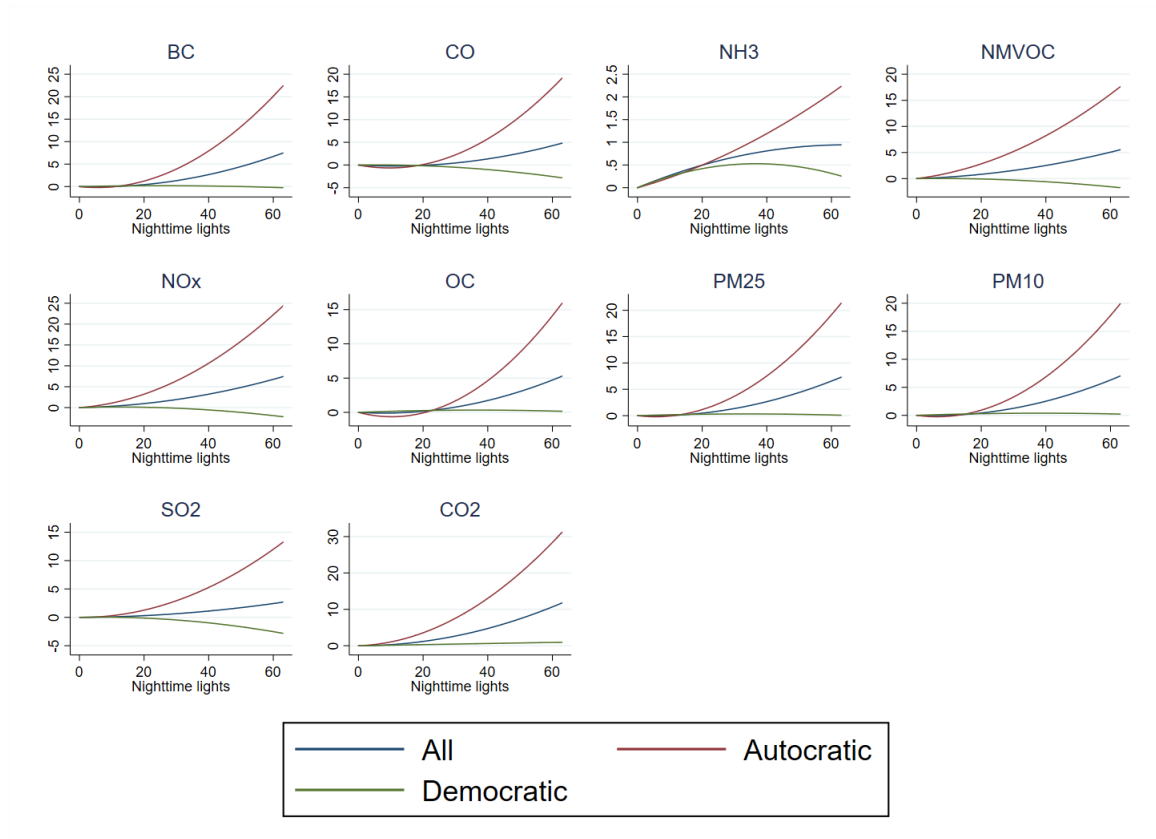 BC CO NH3 NMVOC
25 20 15 10 5 0
20 15 10 5 0 -5
2.5 2 1.5 1 .5 0
20 15 10 5 0
0 20 40 60 0 20 40 60 0 20 40 60 0 20 40 60
Nighttime lights Nighttime lights Nighttime lights Nighttime lights
NOx OC PM25 PM10
25 20 15 10 5 0
15 10 5 0
20 15 10 5 0
20 15 10 5 0
0 20 40 60 0 20 40 60 0 20 40 60 0 20 40 60
Nighttime lights Nighttime lights Nighttime lights Nighttime lights
SO2 CO2
15 10 5 0 -5
30 20 10 0
0 20 40 60 0 20 40 60
Nighttime lights Nighttime lights
All Autocratic
Democratic